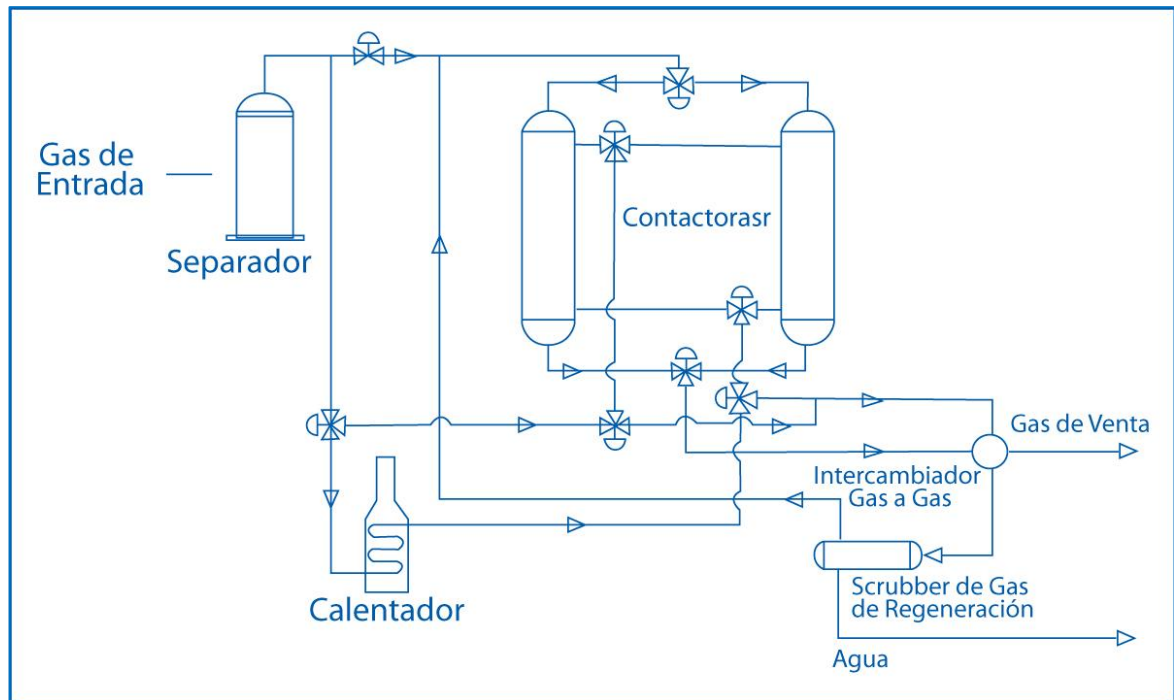 Gas de
Entrada
Separador
Contactorasr
Gas de Venta
Intercambiador
Gas a Gas
Calentador
Scrubber de Gas
de Regeneración
Agua